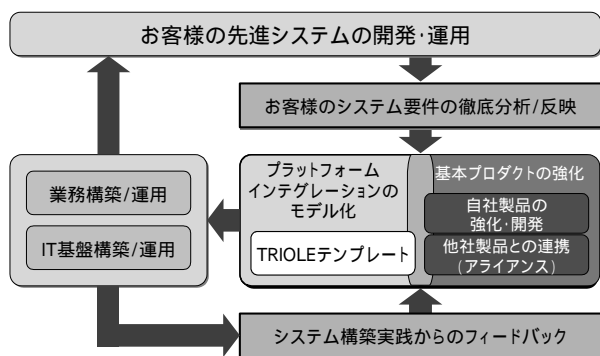 お客様の先進システムの開発･運用
お客様のシステム要件の徹底分析/反映
プラットフォーム
インテグレーションの
モデル化
TRIOLEテンプレート
基本プロダクトの強化
自社製品の
強化･開発
他社製品との連携
(アライアンス)
業務構築/運用
IT基盤構築/運用
システム構築実践からのフィードバック